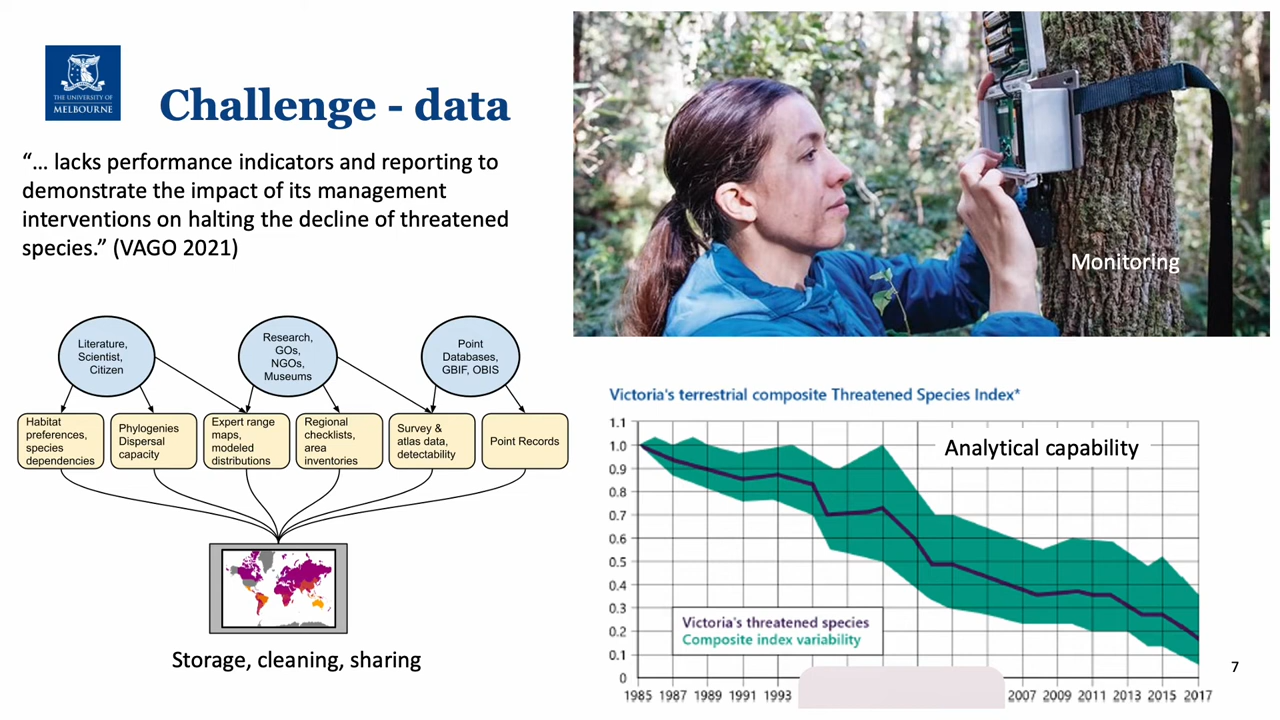 THE UNIVERSITY OF
MELBOURNE
Challenge - data
“… lacks performance indicators and reporting to
demonstrate the impact of its management
interventions on halting the decline of threatened
species.” (VAGO 2021)
Monitoring
Literature,
Scientist,
Citizen
Research,
GOs,
NGOs,
Museums
Point
Databases,
GBIF, OBIS
Habitat
preferences,
species
dependencies
Phylogenies
Dispersal
capacity
Expert range
maps,
modeled
distributions
Regional
checklists,
area
inventories
Survey &
atlas data,
detectability
Point Records
Storage, cleaning, sharing
Victoria's terrestrial composite Threatened Species Index*
Analytical capability
1.1
1.0
0.9
0.8
0.7
0.6
0.5
0.4
0.3
0.2
0.1
0
Victoria's threatened species
Composite index variability
1985 1987 1989 1991 1993 2007 2009 2011 2013 2015 2017
7